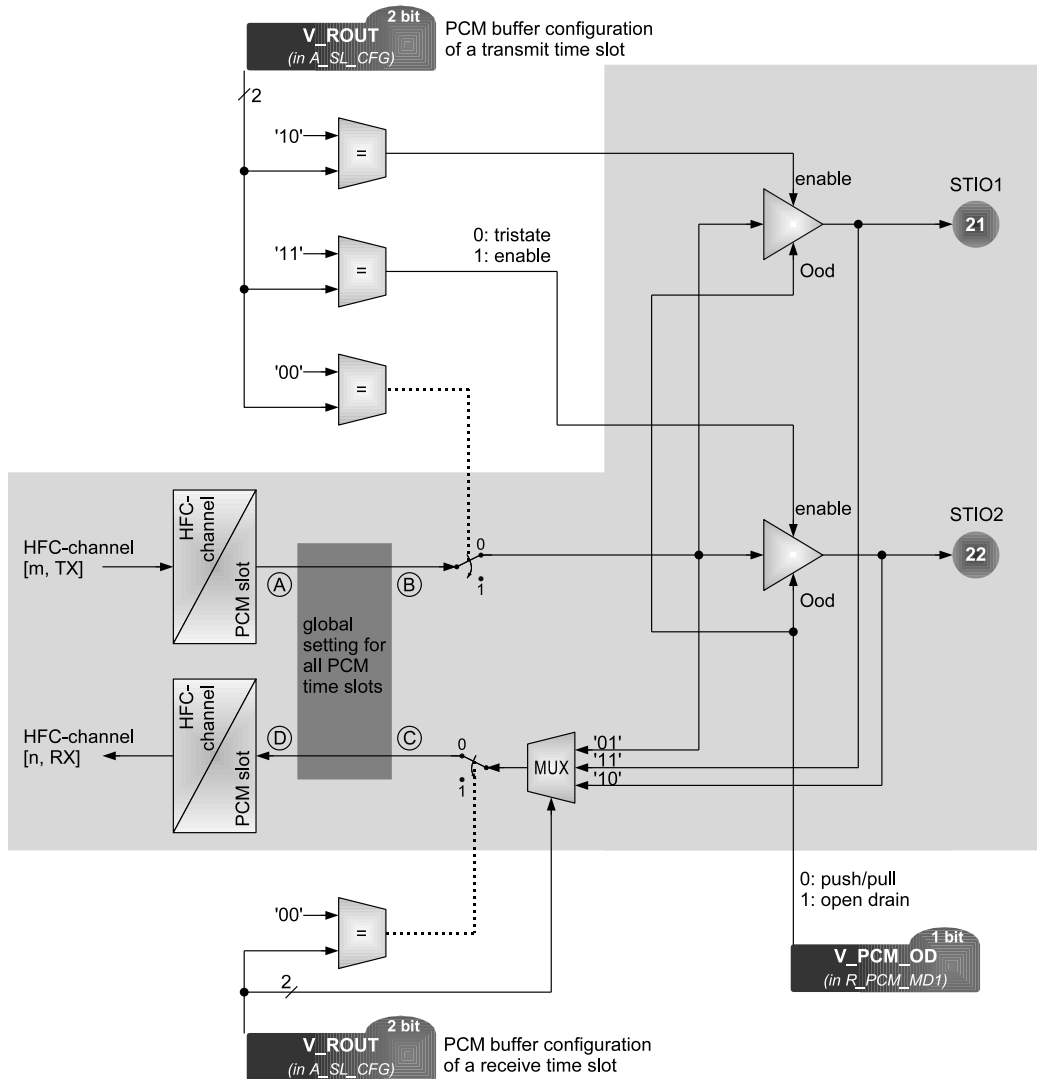 2 bit
V_ROUT
(in A_SL_CFG)
PCM buffer configuration
of a transmit time slot
2
'10'
=
enable
STIO1
21
'11'
=
0: tristate
1: enable
Ood
'00'
=
enable
STIO2
22
HFC-channel
[m, TX]
HFC-
channel
PCM slot
A
B
0
1
Ood
global
setting for
all PCM
time slots
HFC-channel
[n, RX]
HFC-
channel
PCM slot
D
C
0
1
MUX
'01'
'11'
'10'
0: push/pull
1: open drain
'00'
=
1 bit
V_PCM_OD
(in R_PCM_MD1)
2
2 bit
V_ROUT
(in A_SL_CFG)
PCM buffer configuration
of a receive time slot